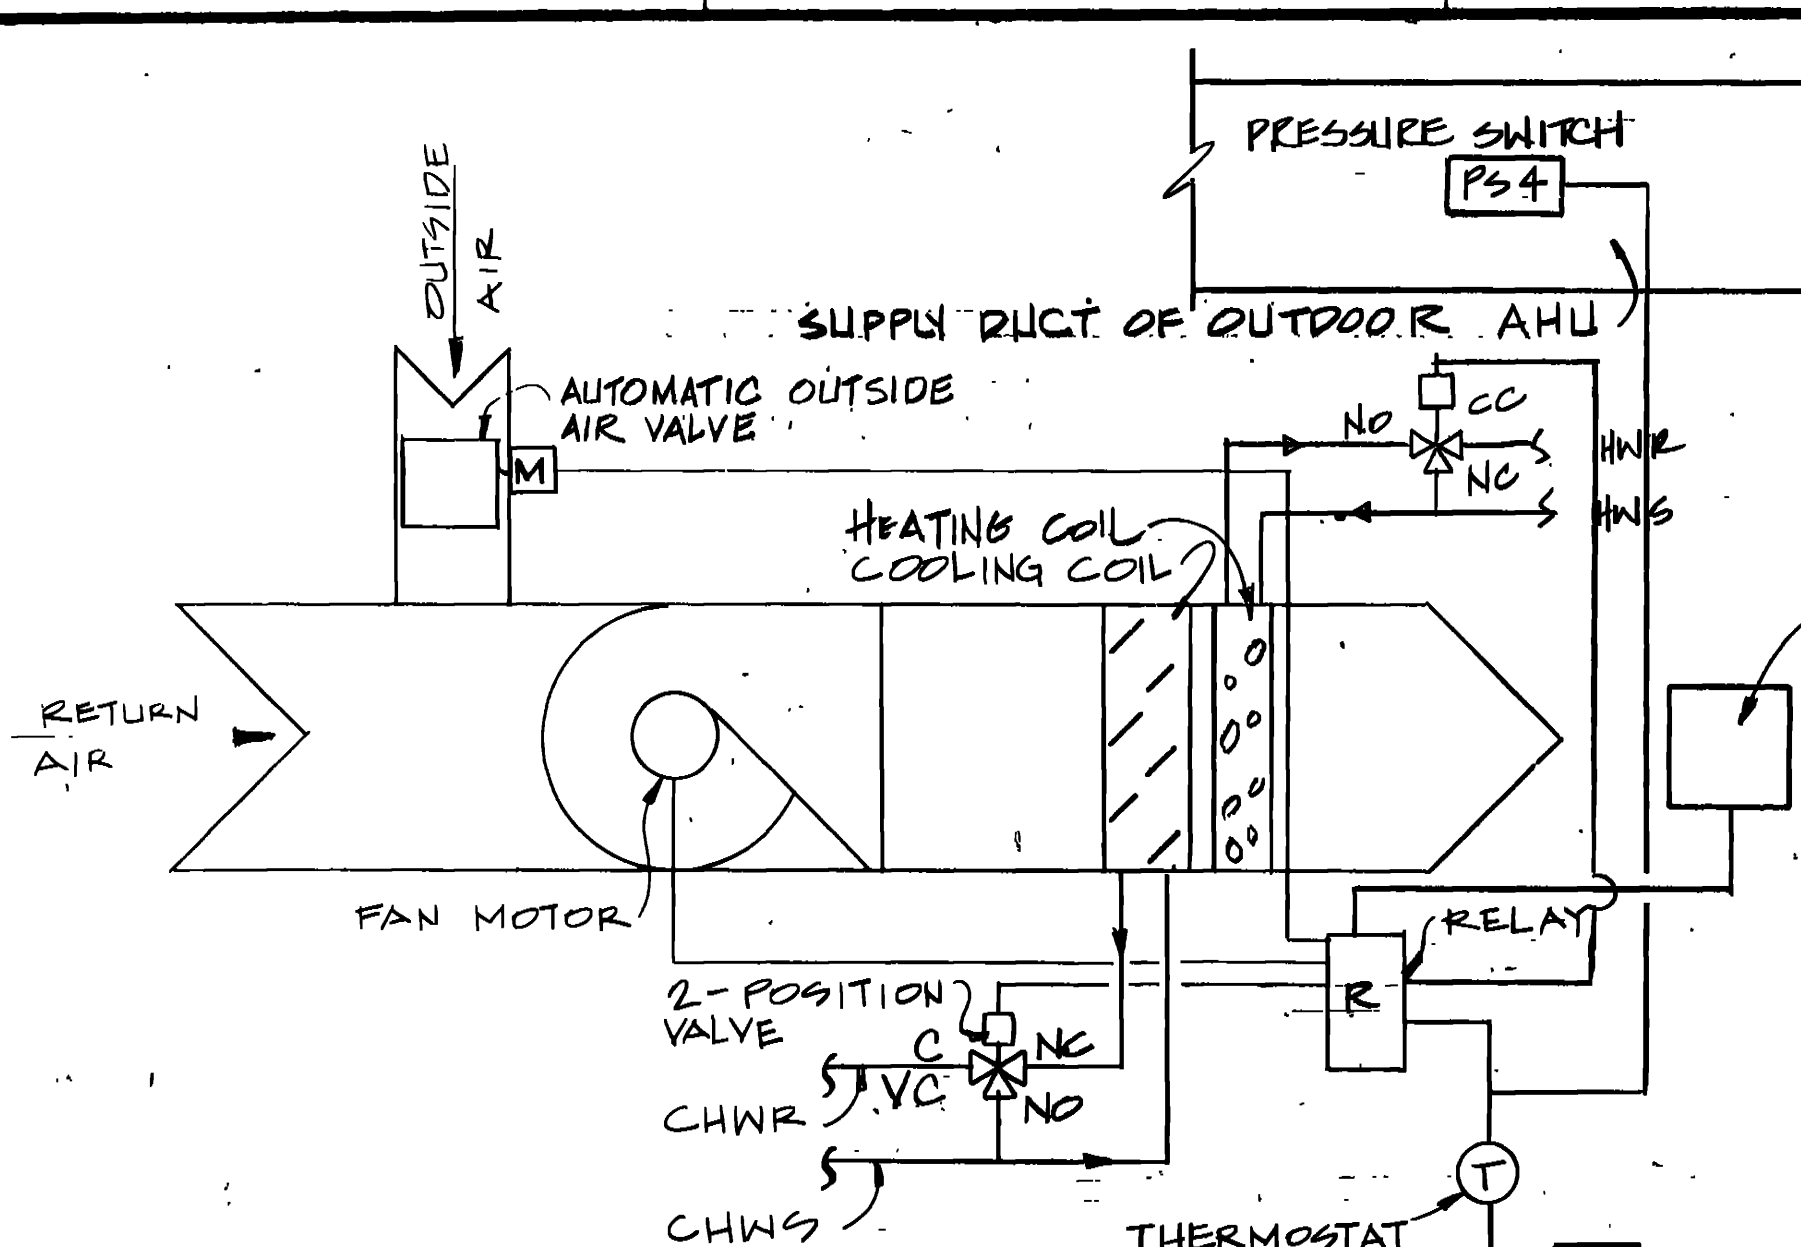 PRESSURE SWITCH
PS4
OUTSIDE
AIR
SUPPLY DUCT OF OUTDOOR AHU
AUTOMATIC OUTSIDE
AIR VALVE
M
CC
NO
HWR
NC
HWS
HEATING COIL
COOLING COIL
RETURN
AIR
FAN MOTOR
RELAY
R
2-POSITION
VALVE
C
NC
VC
NO
CHWR
CHWS
T
THERMOSTAT